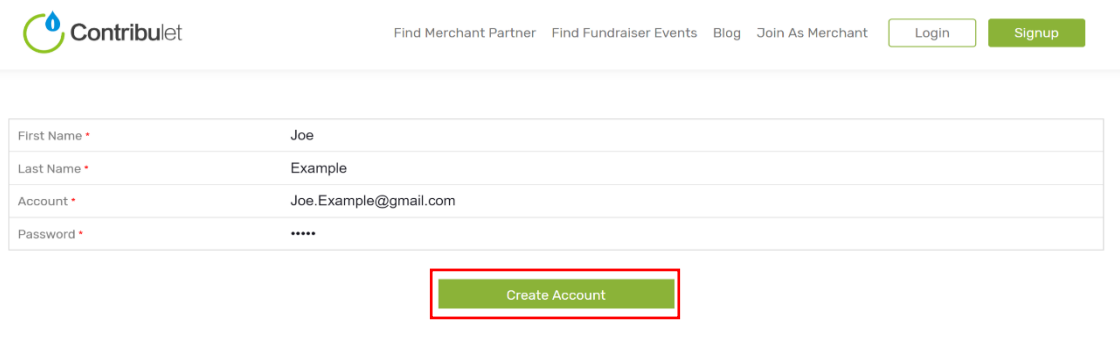 Contribulet Find Merchant Partner Find Fundraiser Events Blog Join As Merchant Login Signup
First Name * Joe
Last Name * Example
Account * Joe.Example@gmail.com
Password * •••••
Create Account